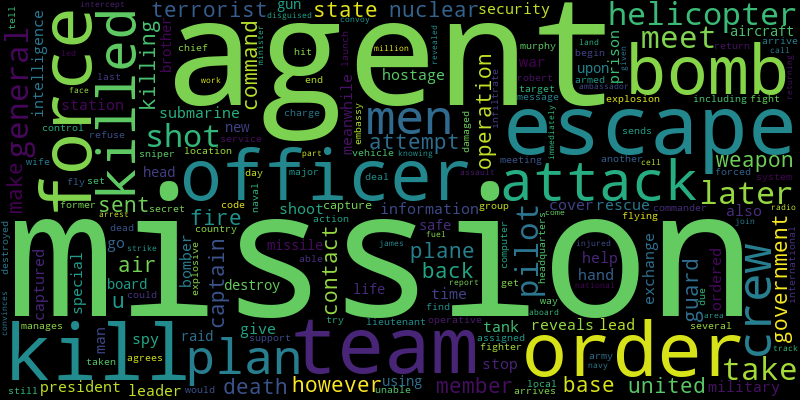 terrorist
state
nuclear
security
helicopter
agent
force
killed
killing
general
intelligence
tell
station
last
face
control
refuse
wife
fly
set
make
brother
chief
gun
disguised
hit
work
end
command
minister
convoy
million
revealed
hostage
murphy
war
robert
target
message
submarine
new
service
charge
meanwhile
launch
embassy
men
attempt
damaged
operation
infiltrate
explosion
bomb
meet
land
begins
upon
armed
prison
given
aircraft
arrive
call
return
returning
ambassador
including
fight
shot
sniper
location
part
vehicle
knowing
escape
immediately
sends
another
cell
weapon
forced
system
officer
head
day
major
deal
assault
meeting
attack
later
sent
former
arrest
secret
code
naval
fire
shoot
capture
information
group
cover
rescue
commander
also
flying
radio
join
come
mission
destroyed
dead
go
strike
country
action
contact
james
safe
plane
computer
pilot
headquarters
injured
national
help
hand
exchange
guard
due
ordered
area
government
international
captured
special
air
board
could
u
bomber
explosive
captain
missile
able
destroy
life
fuel
back
time
report
get
way
find
aboard
crew
convinces
manages
man
kill
taken
agrees
spy
plan
raid
give
support
try
lieutenant
operative
team
tank
assigned
fighter
stop
reveals
lead
order
army
navy
several
track
take
still
president
leader
would
death
however
using
unable
member
local
arrives
base
united
military
led
intercept